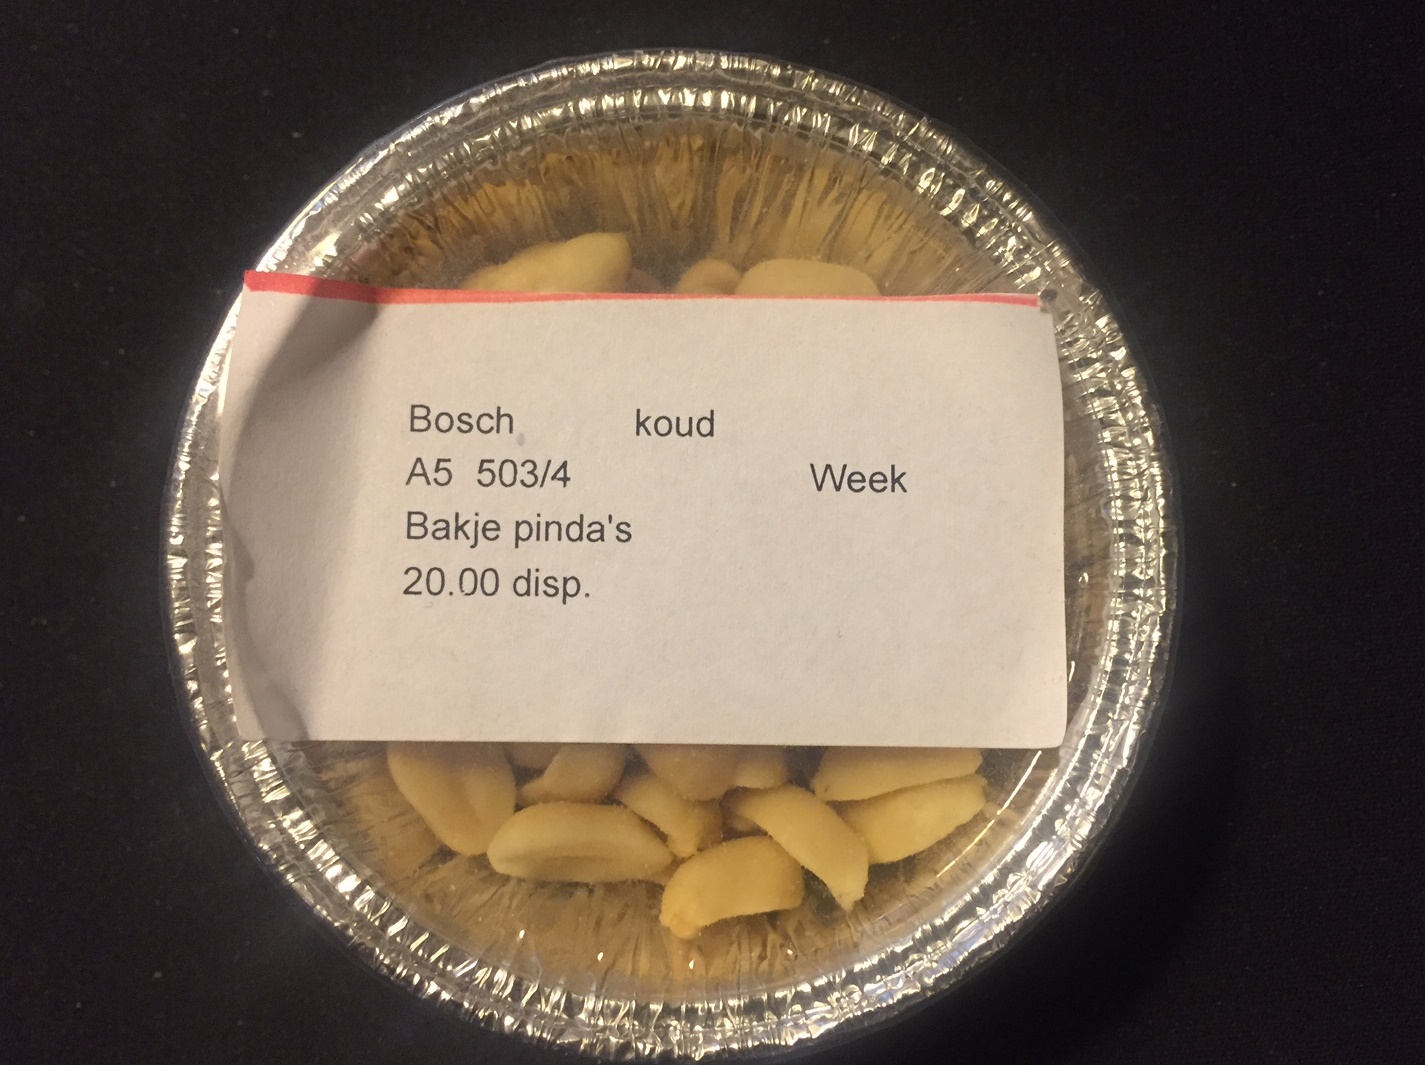 Bosch koud
A5 503/4 Week
Bakje pinda's
20.00 disp.